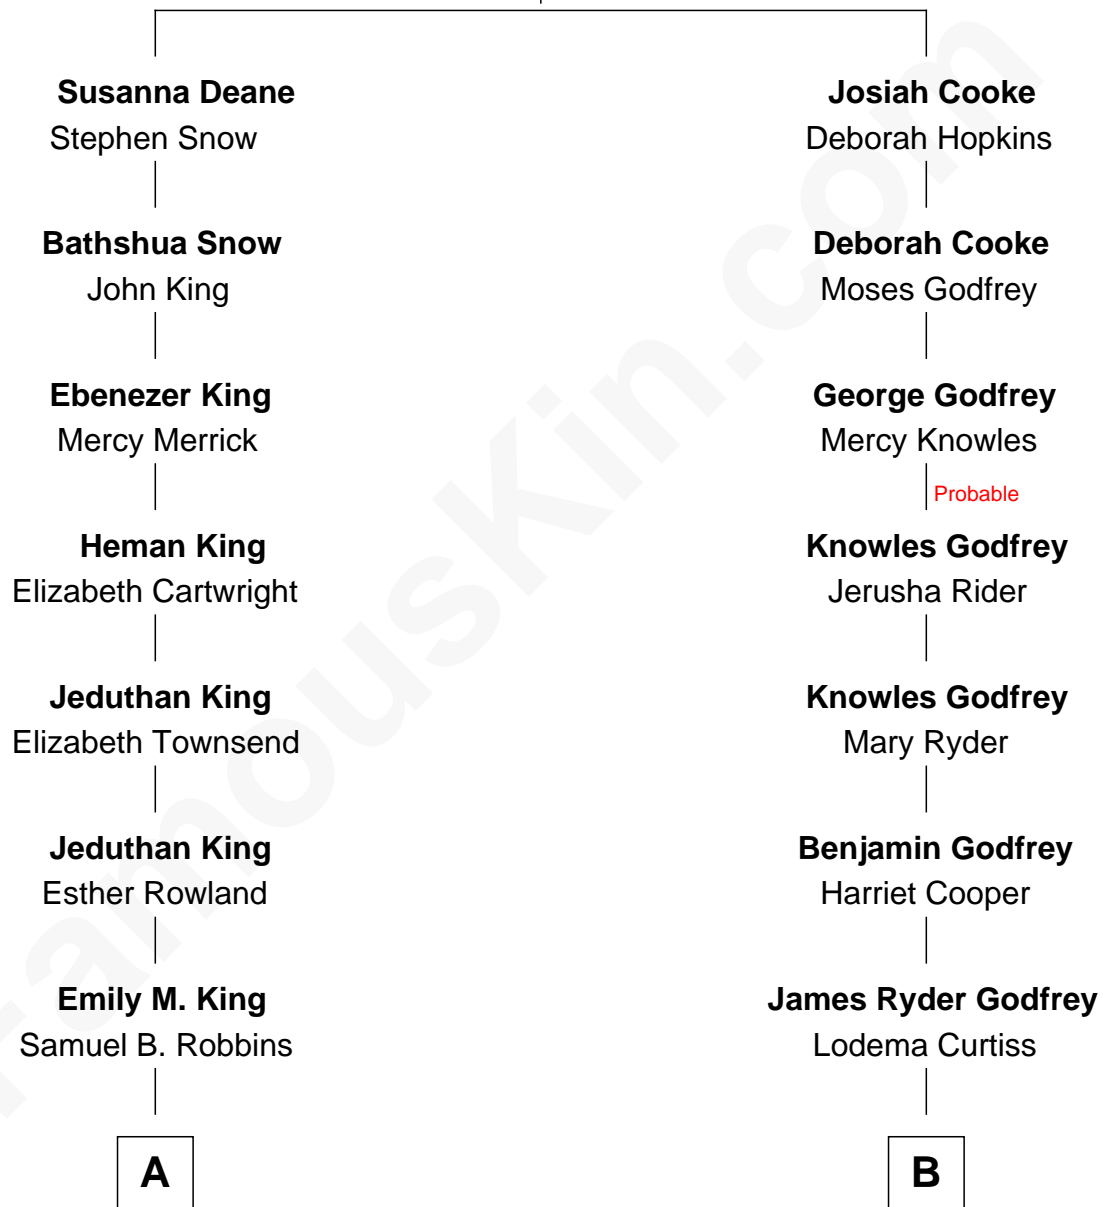 Susanna Deane
Stephen Snow
Bathshua Snow
John King
Ebenezer King
Mercy Merrick
Heman King
Elizabeth Cartwright
Jeduthan King
Elizabeth Townsend
Jeduthan King
Esther Rowland
Emily M. King
Samuel B. Robbins
A
Josiah Cooke
Deborah Hopkins
Deborah Cooke
Moses Godfrey
George Godfrey
Mercy Knowles
Probable
Knowles Godfrey
Jerusha Rider
Knowles Godfrey
Mary Ryder
Benjamin Godfrey
Harriet Cooper
James Ryder Godfrey
Lodema Curtiss
B
FamousKin.com